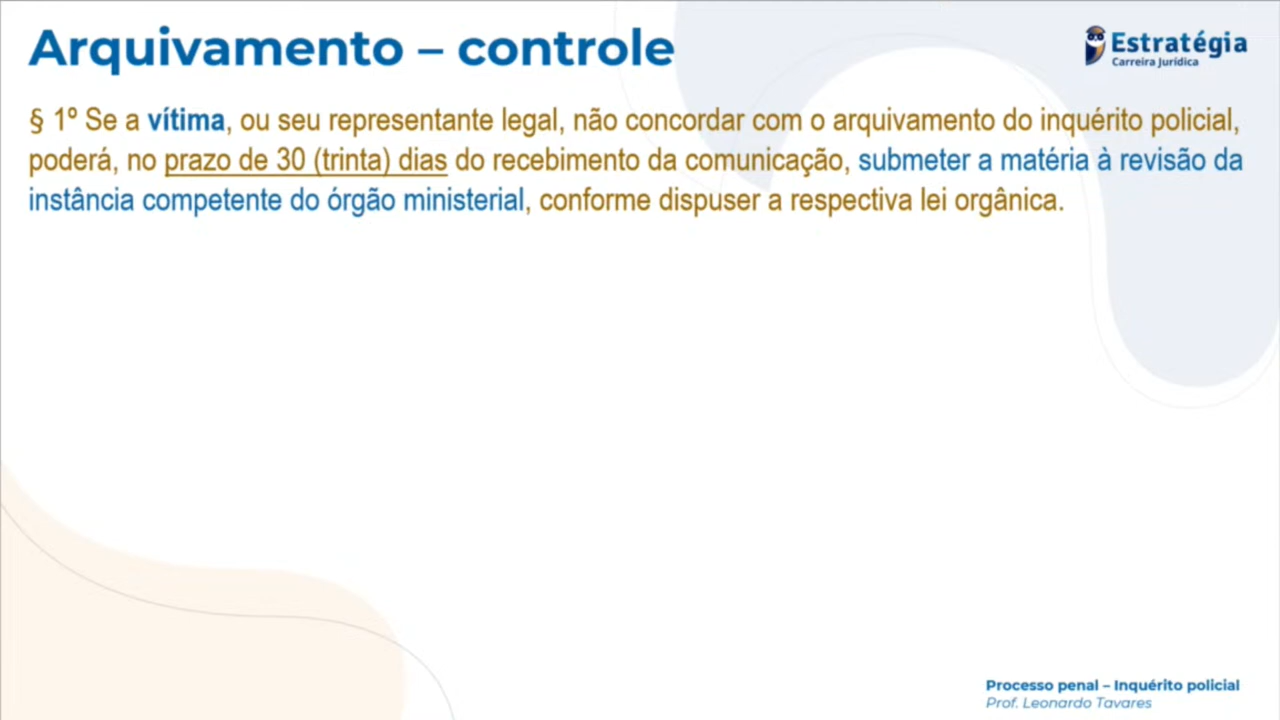 Arquivamento – controle
Estratégia
Carreira Jurídica
§ 1º Se a vítima, ou seu representante legal, não concordar com o arquivamento do inquérito policial,
poderá, no prazo de 30 (trinta) dias do recebimento da comunicação, submeter a matéria à revisão da
instância competente do órgão ministerial, conforme dispuser a respectiva lei orgânica.
Processo penal – Inquérito policial
Prof. Leonardo Tavares